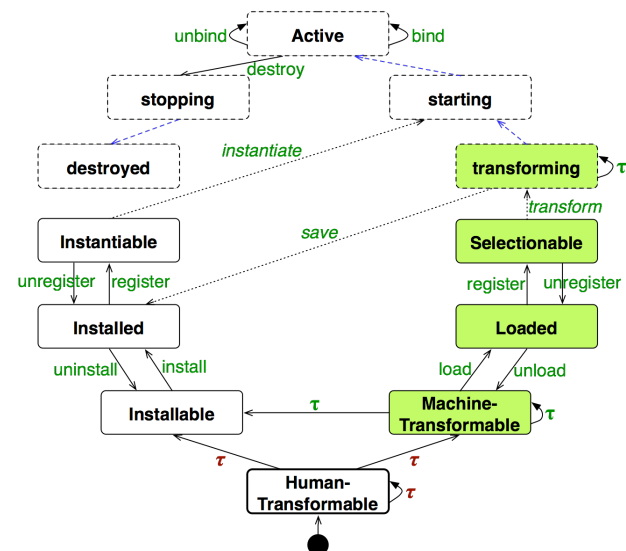 Active
unbind
bind
destroy
stopping
starting
instantiate
destroyed
transforming
τ
transform
save
Instantiable
Selectionable
unregister
register
register
unregister
Installed
Loaded
uninstall
install
load
unload
τ
Installable
Machine-
Transformable
τ
τ
τ
Human-
Transformable
τ